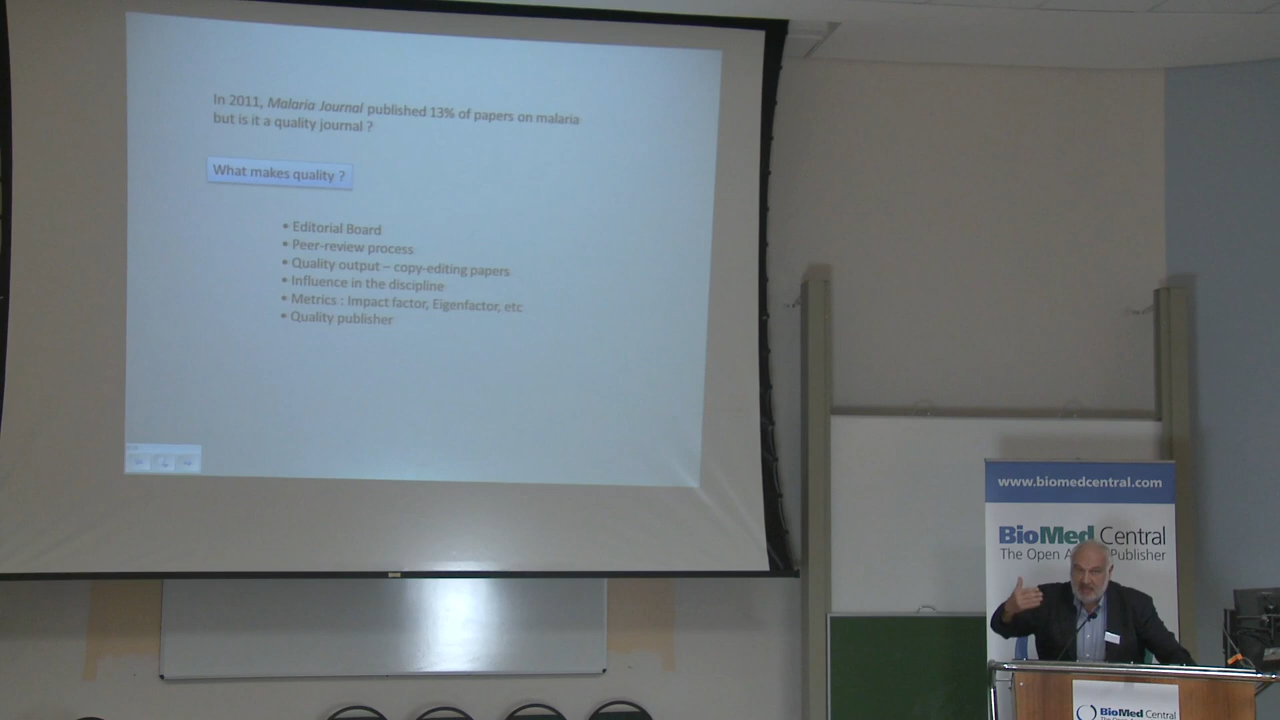 In 2011, Malaria Journal published 13% of papers on malaria
but is it a quality journal ?
What makes quality ?
• Editorial Board
• Peer-review process
• Quality output – copy-editing papers
• Influence in the discipline
• Metrics : Impact factor, Eigenfactor, etc
• Quality publisher
www.biomedcentral.com
BioMed Central
The Open Publisher
BioMed Central